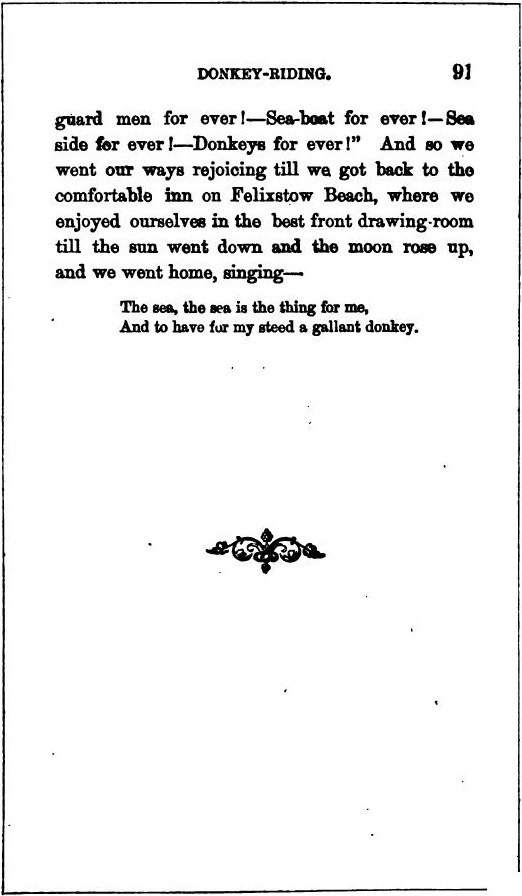 DONKEY-RIDING. 91
guard men for ever!—Sea-boat for ever!—Sea
side for ever!—Donkeys for ever!" And so we
went our ways rejoicing till we got back to the
comfortable inn on Felixstow Beach, where we
enjoyed ourselves in the best front drawing-room
till the sun went down and the moon rose up,
and we went home, singing—
The sea, the sea is the thing for me,
And to have for my steed a gallant donkey.